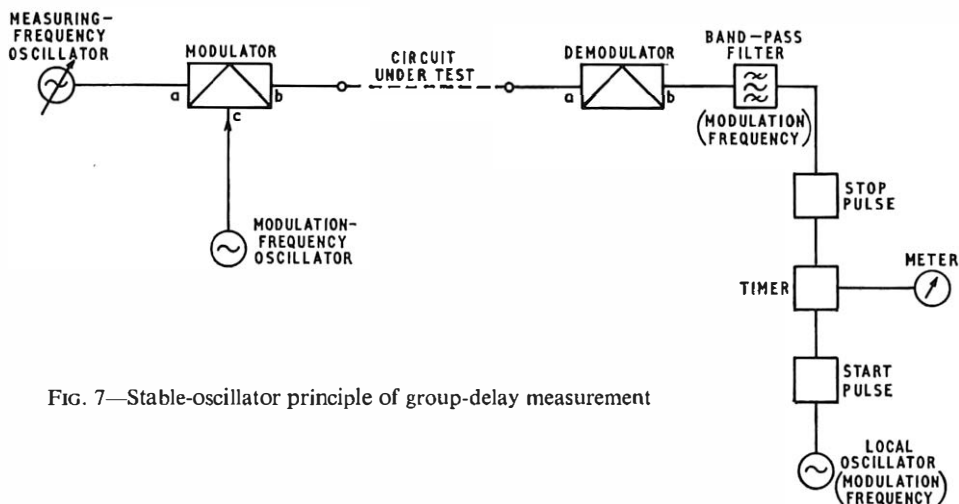 MEASURING-
FREQUENCY
OSCILLATOR
MODULATOR
a
b
c
CIRCUIT
UNDER TEST
DEMODULATOR
a
b
BAND-PASS
FILTER
(MODULATION
FREQUENCY)
MODULATION-
FREQUENCY
OSCILLATOR
STOP
PULSE
TIMER
METER
START
PULSE
LOCAL
OSCILLATOR
(MODULATION
FREQUENCY)
FIG. 7—Stable-oscillator principle of group-delay measurement